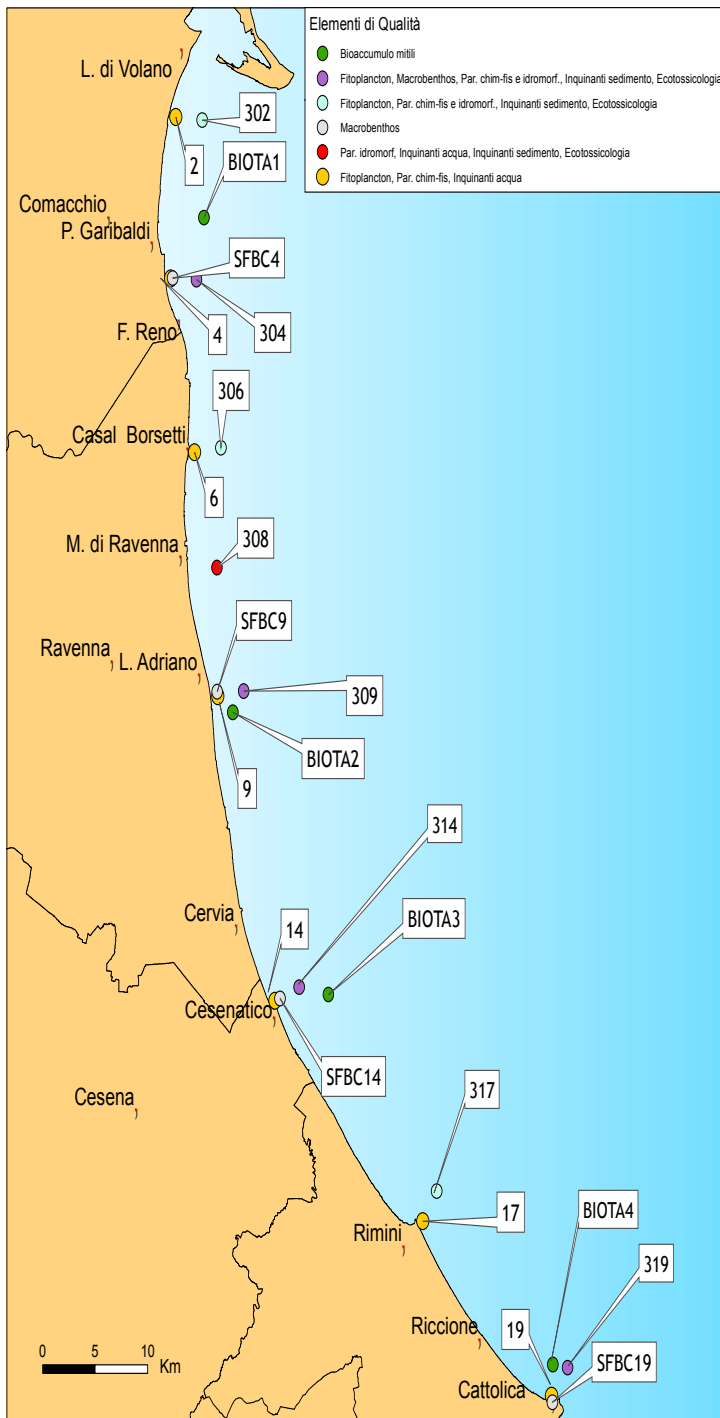 Elementi di Qualità
Bioaccumulo mitili
Fitoplancton, Macrobenthos, Par. chim-fis e idromorf., Inquinanti sedimento, Ecotossicologia
Fitoplancton, Par. chim-fis e idromorf., Inquinanti sedimento, Ecotossicologia
Macrobenthos
Par. idromorf, Inquinanti acqua, Inquinanti sedimento, Ecotossicologia
Fitoplancton, Par. chim-fis, Inquinanti acqua
L. di Volano
302
2
BIOTA1
Comacchio
P. Garibaldi
SFBC4
F. Reno
4
304
306
Casal Borsetti
6
308
M. di Ravenna
SFBC9
Ravenna
L. Adriano
309
BIOTA2
9
314
Cervia
14
BIOTA3
Cesenatico
SFBC14
Cesena
317
17
BIOTA4
Rimini
319
Riccione
19
SFBC19
Cattolica
0 5 10
Km